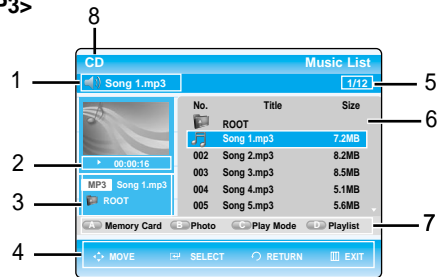 P3>
8
CD Music List
1 Song 1.mp3 1/12 5
No. Title Size
ROOT 6
Song 1.mp3 7.2MB
2 00:00:16 002 Song 2.mp3 8.2MB
003 Song 3.mp3 8.5MB
MP3 Song 1.mp3 004 Song 4.mp3 5.1MB
3 ROOT 005 Song 5.mp3 5.6MB
A Memory Card B Photo C Play Mode D Playlist 7
4 MOVE SELECT RETURN EXIT